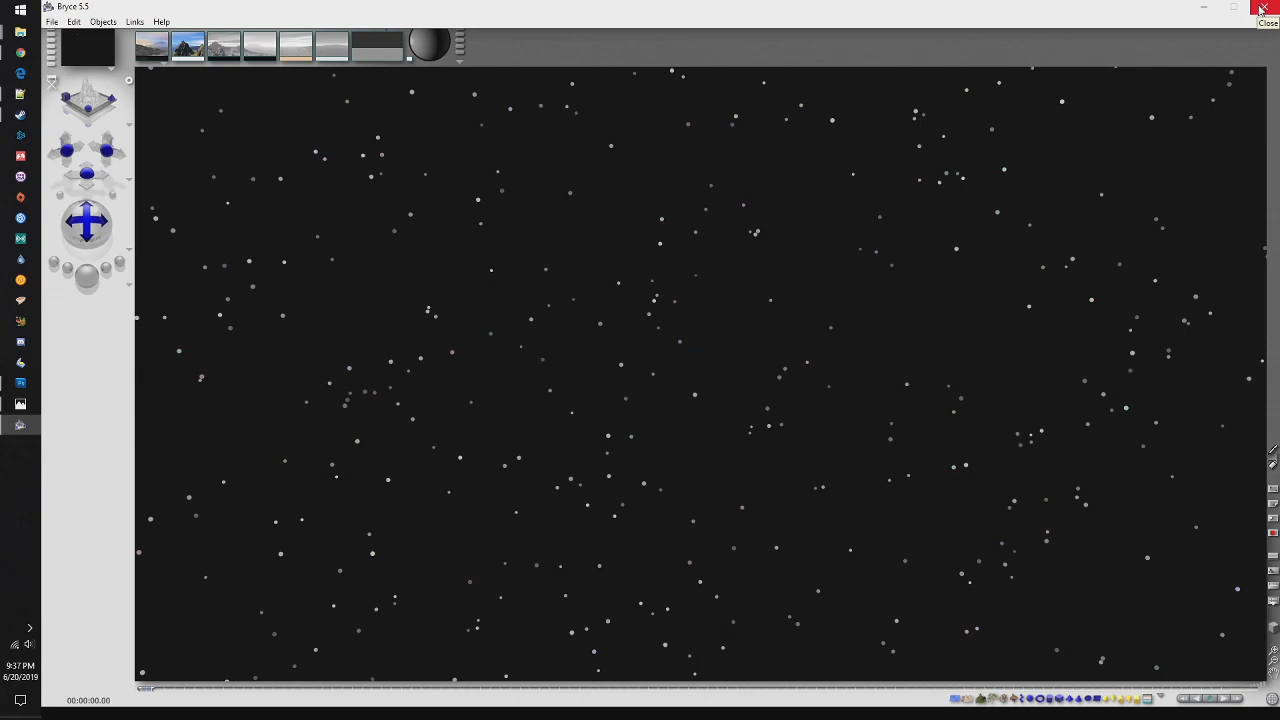 Bryce 5.5
File Edit Objects Links Help
Close
9:37 PM
6/20/2019
00:00:00.00